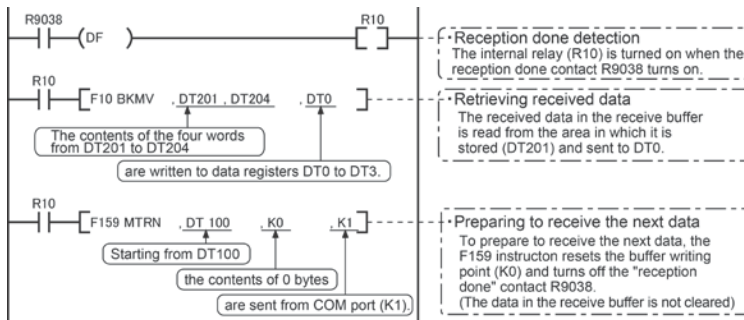 R9038
R10
DF
Reception done detection
The internal relay (R10) is turned on when the
reception done contact R9038 turns on.
R10
F10 BKMV , DT201 , DT204 , DT0
The contents of the four words
from DT201 to DT204
are written to data registers DT0 to DT3.
Retrieving received data
The received data in the receive buffer
is read from the area in which it is
stored (DT201) and sent to DT0.
R10
F159 MTRN , DT 100 , K0 , K1
Starting from DT100
the contents of 0 bytes
are sent from COM port (K1).
Preparing to receive the next data
To prepare to receive the next data, the
F159 instructon resets the buffer writing
point (K0) and turns off the "reception
done" contact R9038.
(The data in the receive buffer is not cleared)